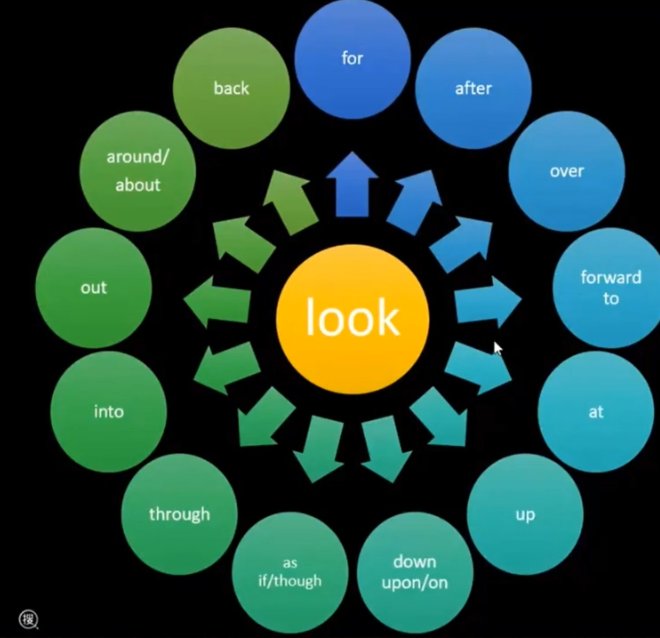 look
for
after
over
forward
to
at
up
down
upon/on
as
if/though
through
into
out
around/
about
back
搜